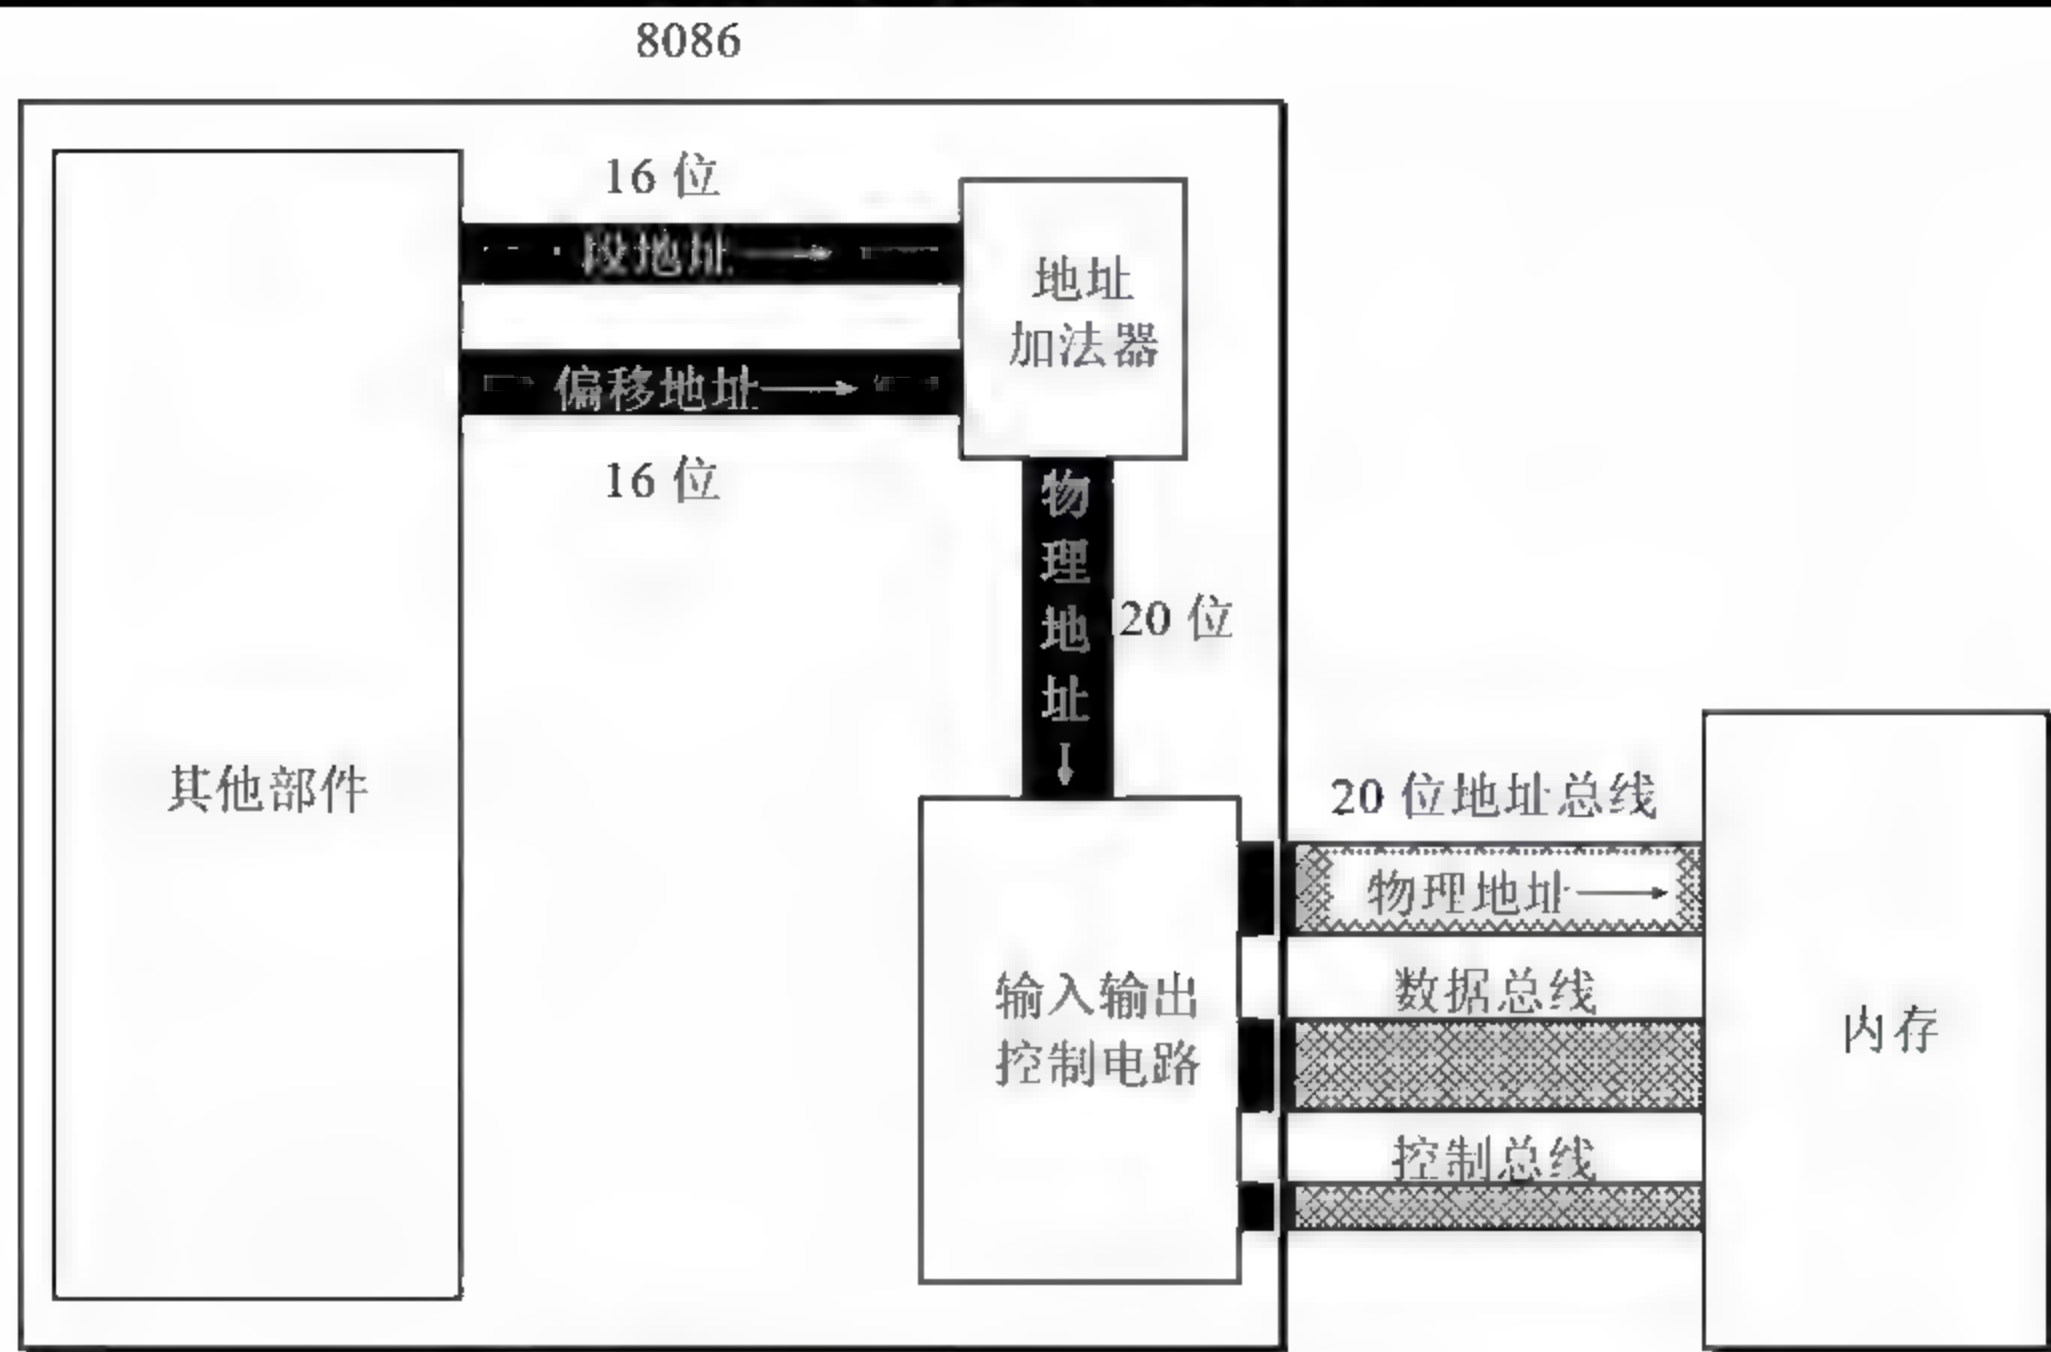 8086
16 位
段地址
偏移地址
16 位
地址
加法器
物
理
地
址
20 位
其他部件
输入输出
控制电路
20 位地址总线
物理地址
数据总线
控制总线
内存